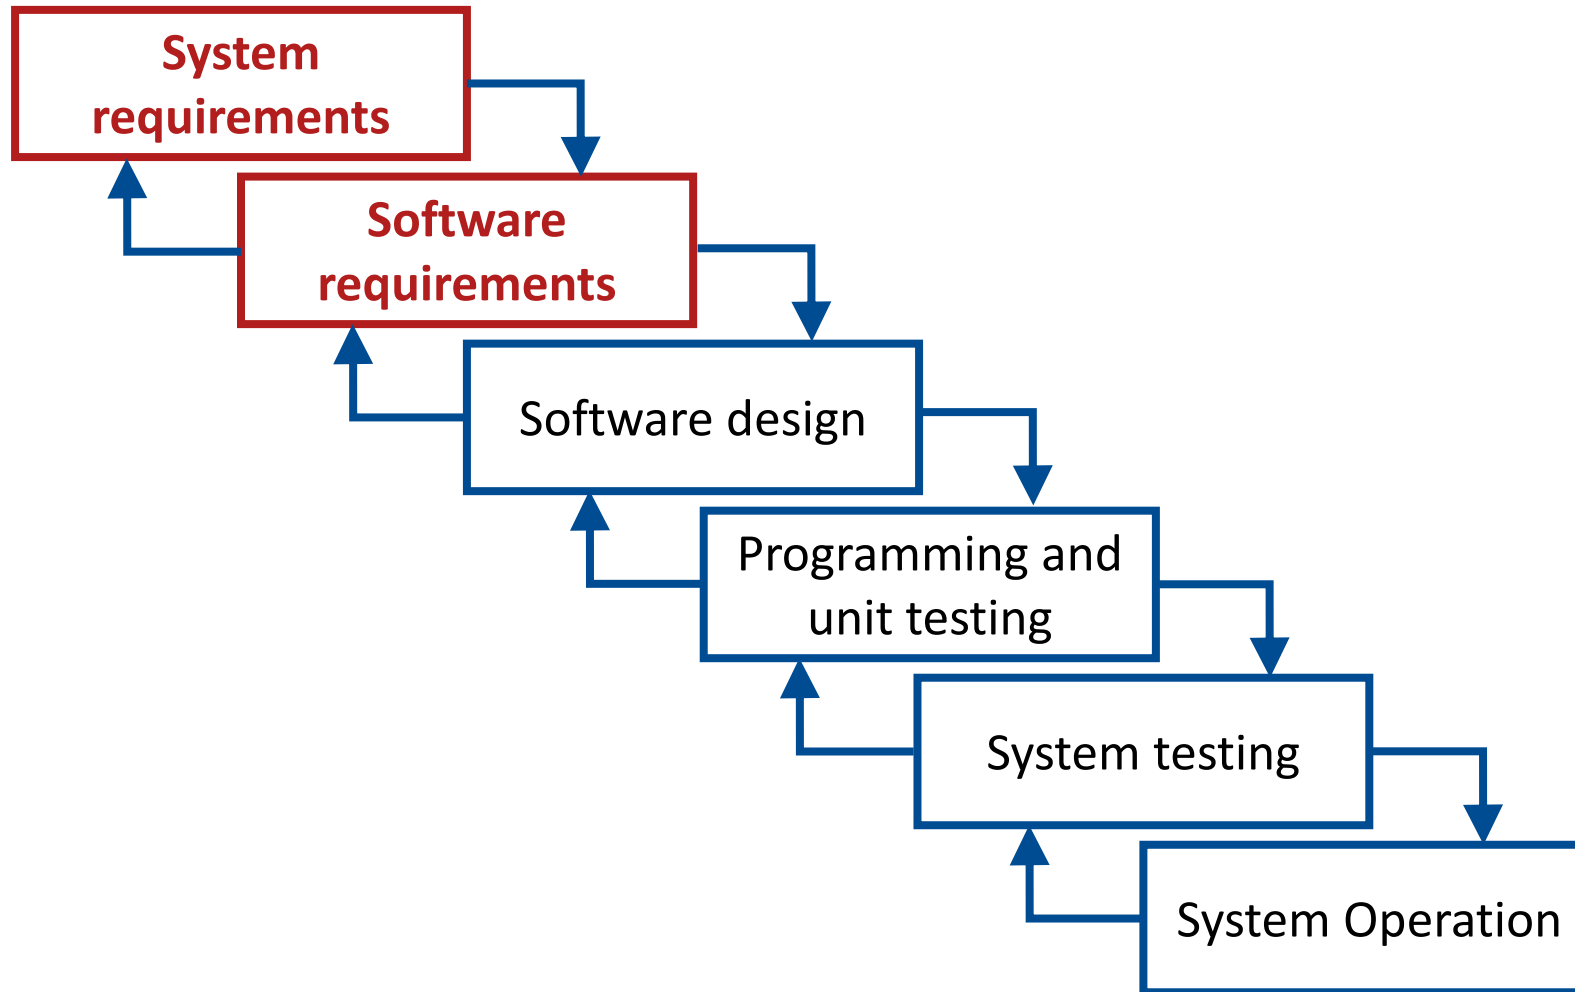 System
requirements
Software
requirements
Software design
Programming and
unit testing
System testing
System Operation